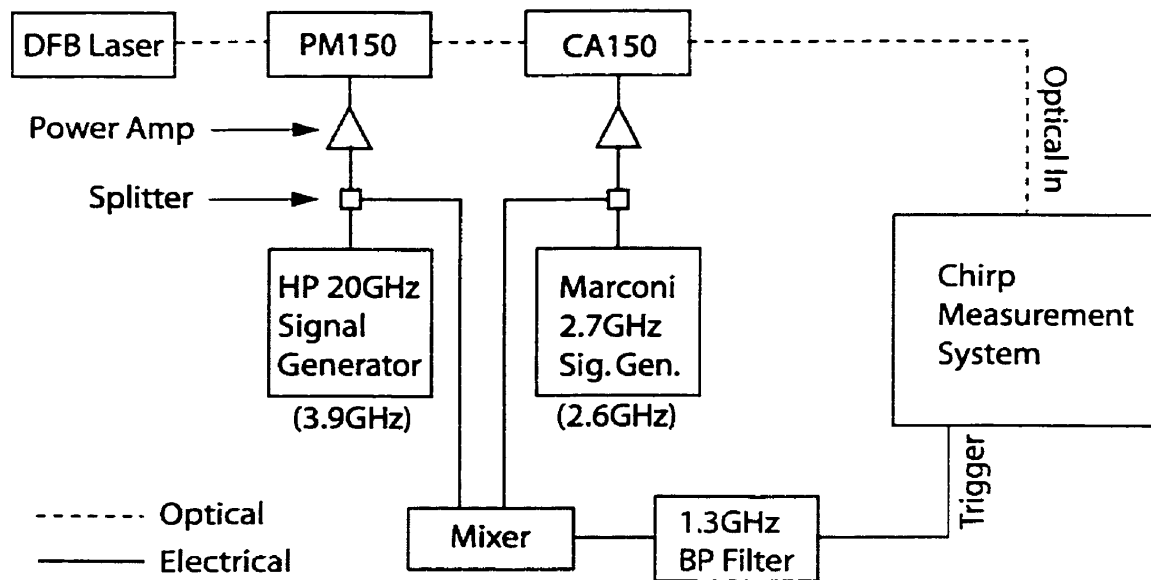 DFB Laser
PM150
CA150
Optical In
Power Amp
Splitter
HP 20GHz
Signal
Generator
(3.9GHz)
Marconi
2.7GHz
Sig. Gen.
(2.6GHz)
Chirp
Measurement
System
Trigger
Optical
Electrical
Mixer
1.3GHz
BP Filter